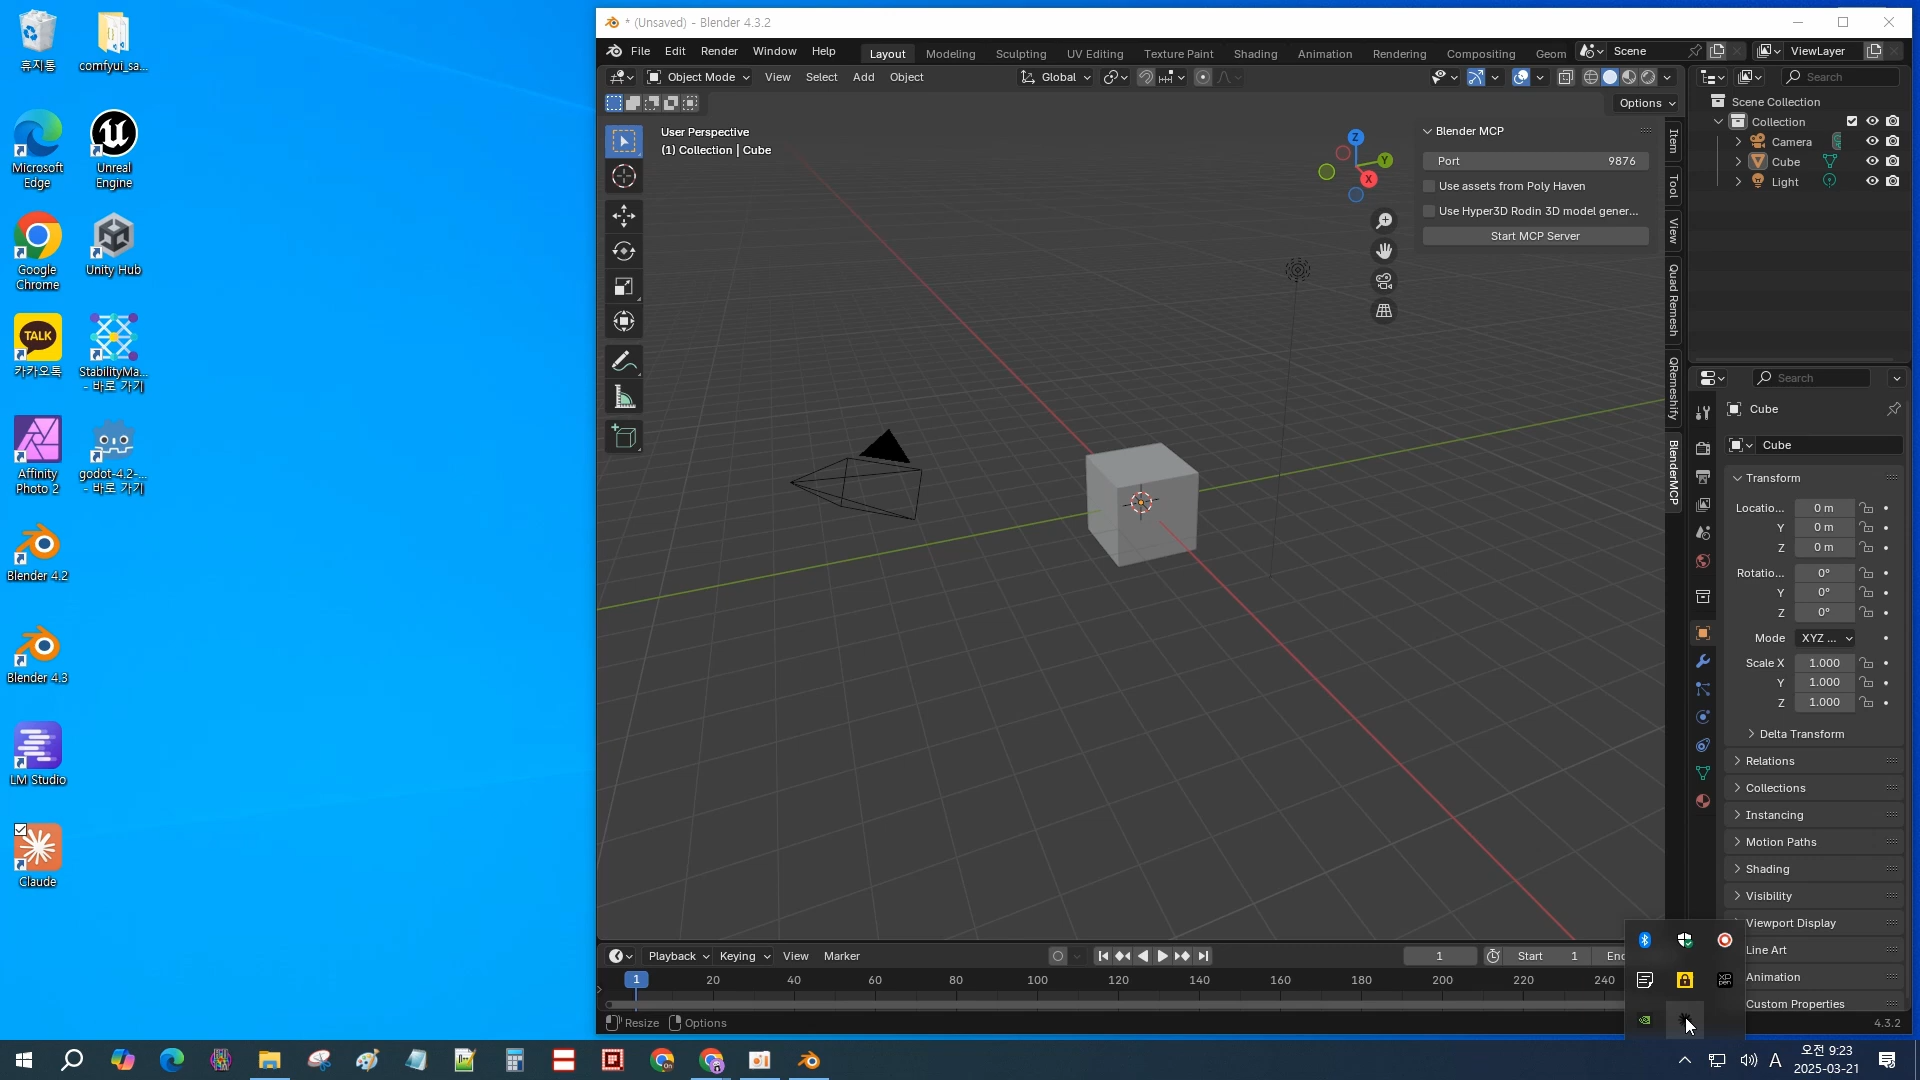 휴지통
comfyui_sa...
Microsoft
Edge
Unreal
Engine
Google
Chrome
Unity Hub
TALK
카카오톡
StabilityMa...
- 바로 가기
Affinity
Photo 2
godot-4.2-...
- 바로 가기
Blender 4.2
Blender 4.3
LM Studio
Claude
* (Unsaved) - Blender 4.3.2
File Edit Render Window Help
Layout Modeling Sculpting UV Editing Texture Paint Shading Animation Rendering Compositing Geom
Scene
ViewLayer
Object Mode View Select Add Object
Global
Search
Options
User Perspective
(1) Collection | Cube
Z
Y
X
Blender MCP
Port 9876
Use assets from Poly Haven
Use Hyper3D Rodin 3D model gener...
Start MCP Server
Item
Tool
View
Quad Remesh
QRemeshify
BlenderMCP
Scene Collection
Collection
Camera
Cube
Light
Search
Cube
Cube
Transform
Locatio... 0 m
Y 0 m
Z 0 m
Rotatio... 0°
Y 0°
Z 0°
Mode XYZ ...
Scale X 1.000
Y 1.000
Z 1.000
Delta Transform
Relations
Collections
Instancing
Motion Paths
Shading
Visibility
Viewport Display
Line Art
Animation
Custom Properties
Playback Keying View Marker
1
Start 1
End
1 20 40 60 80 100 120 140 160 180 200 220 240
Resize Options
4.3.2
A
오전 9:23
2025-03-21